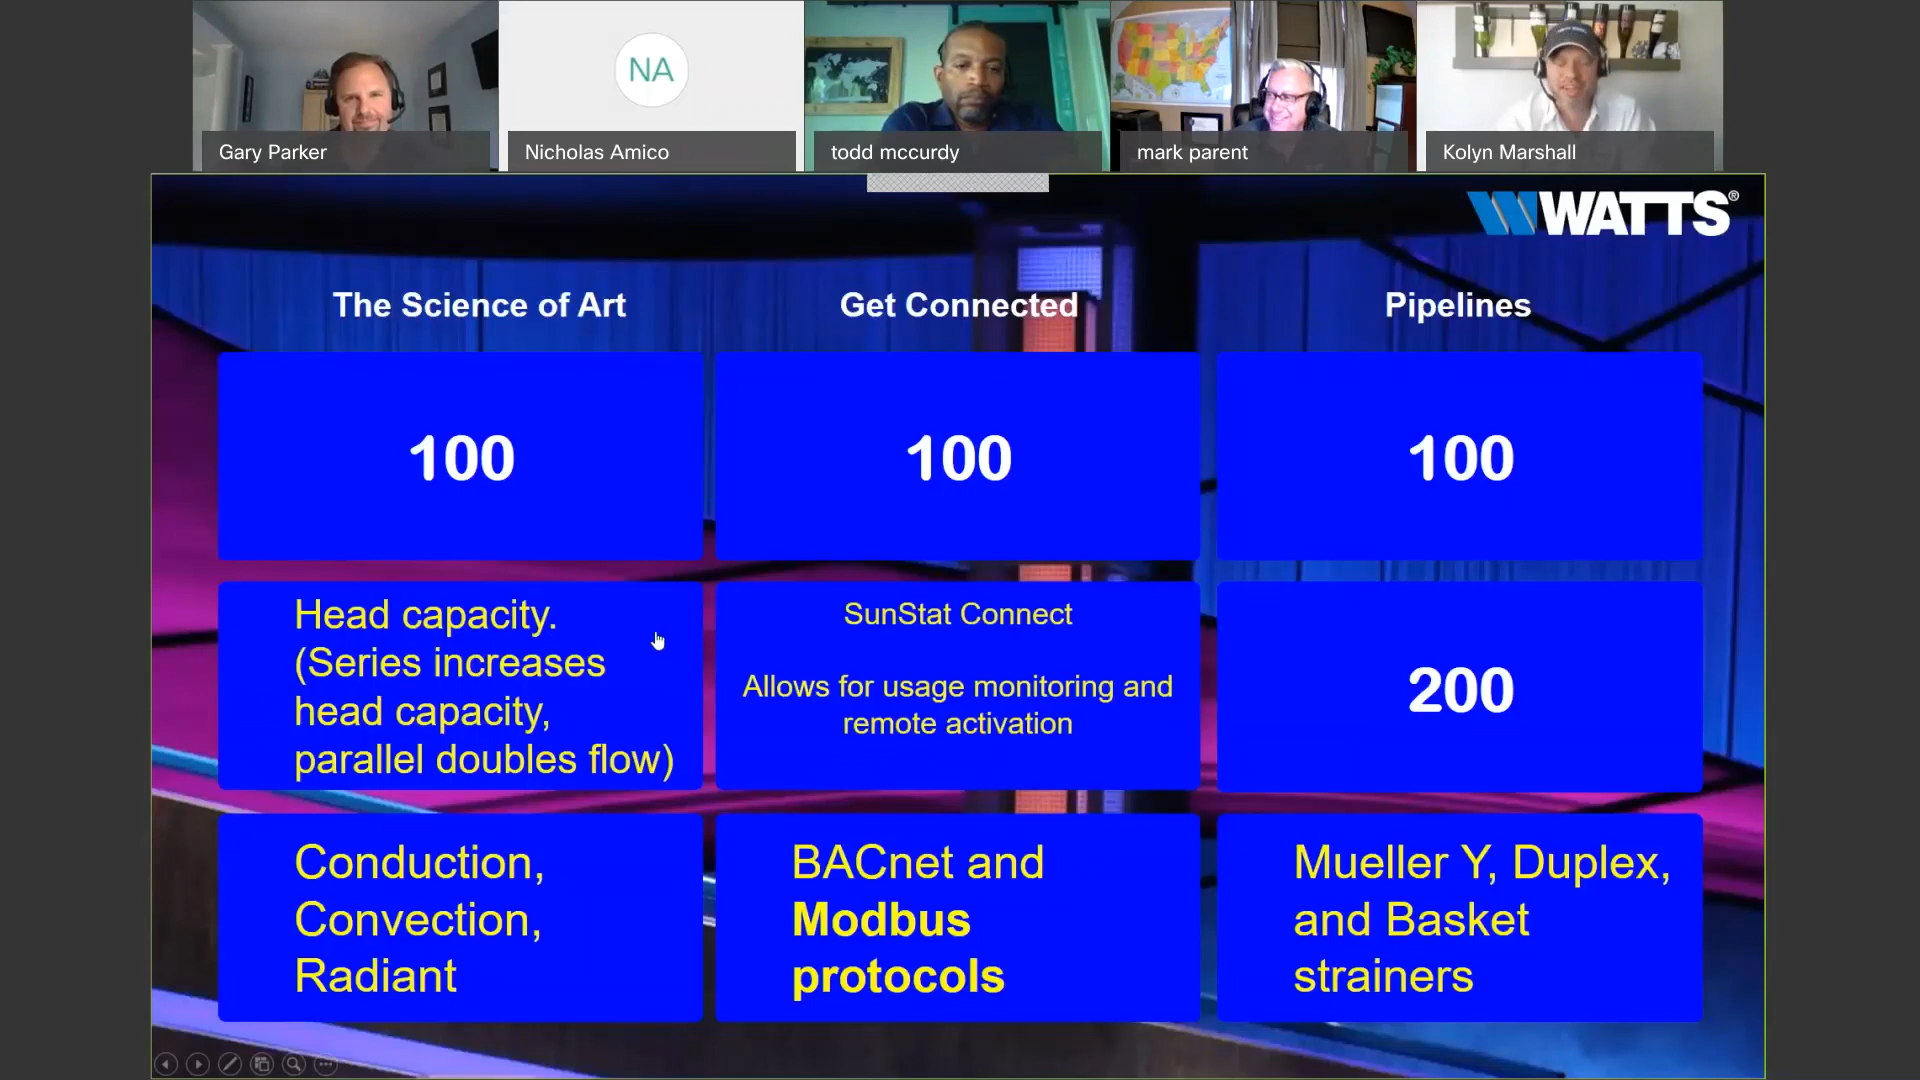 NA
Gary Parker
Nicholas Amico
todd mccurdy
mark parent
Kolyn Marshall
WATTS®
The Science of Art
Get Connected
Pipelines
100
100
100
Head capacity.
(Series increases
head capacity,
parallel doubles flow)
SunStat Connect
Allows for usage monitoring and
remote activation
200
Conduction,
Convection,
Radiant
BACnet and
Modbus
protocols
Mueller Y, Duplex,
and Basket
strainers